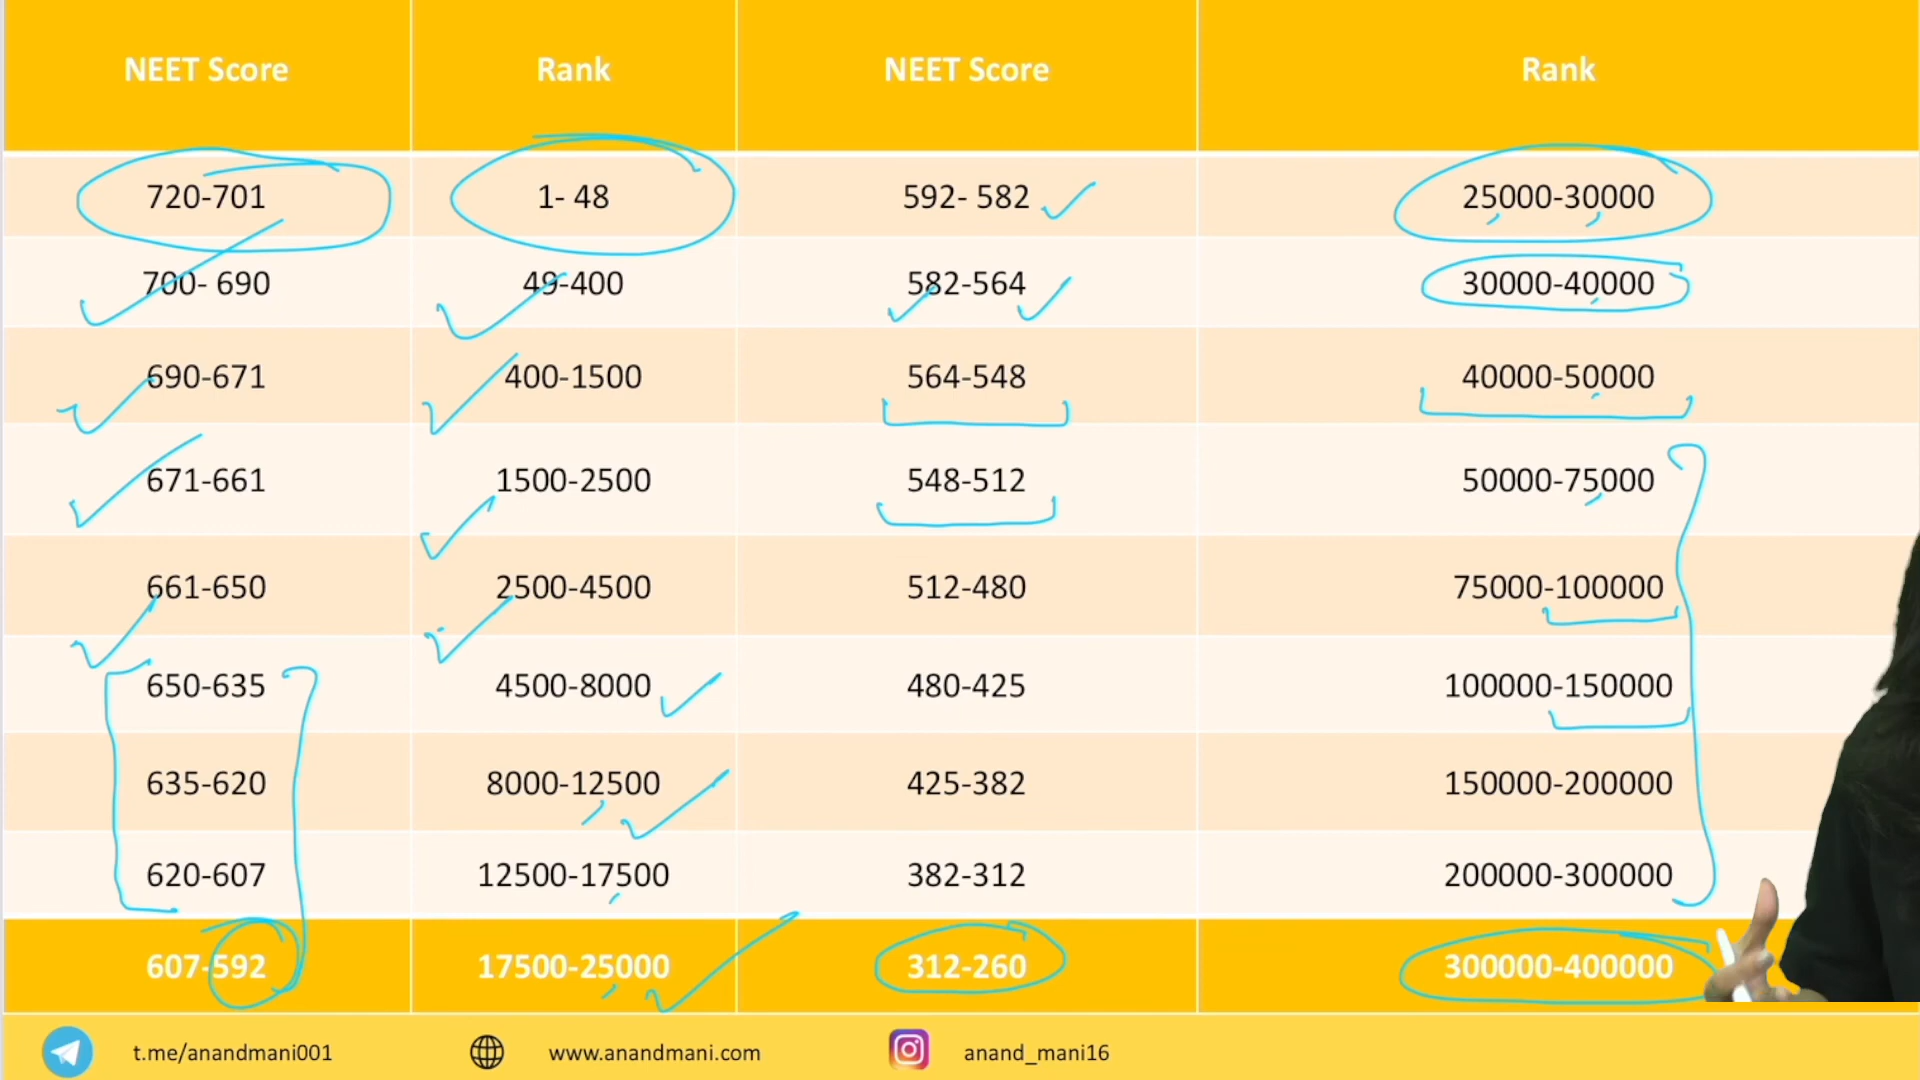 NEET Score Rank NEET Score Rank
720-701 1- 48 592- 582 25000-30000
700- 690 49-400 582-564 30000-40000
690-671 400-1500 564-548 40000-50000
671-661 1500-2500 548-512 50000-75000
661-650 2500-4500 512-480 75000-100000
650-635 4500-8000 480-425 100000-150000
635-620 8000-12500 425-382 150000-200000
620-607 12500-17500 382-312 200000-300000
607-592 17500-25000 312-260 300000-400000
t.me/anandmani001 www.anandmani.com anand_mani16